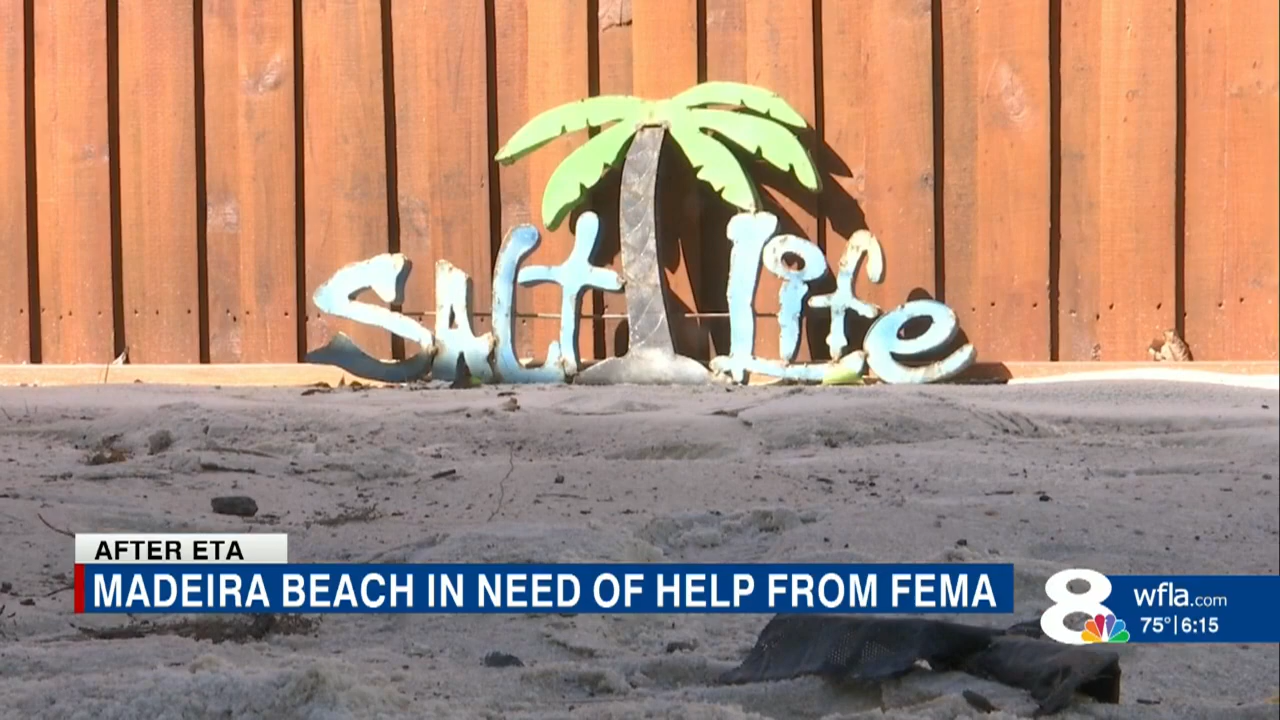 Salt Life
AFTER ETA
MADEIRA BEACH IN NEED OF HELP FROM FEMA
8
wfla.com
75° | 6:15